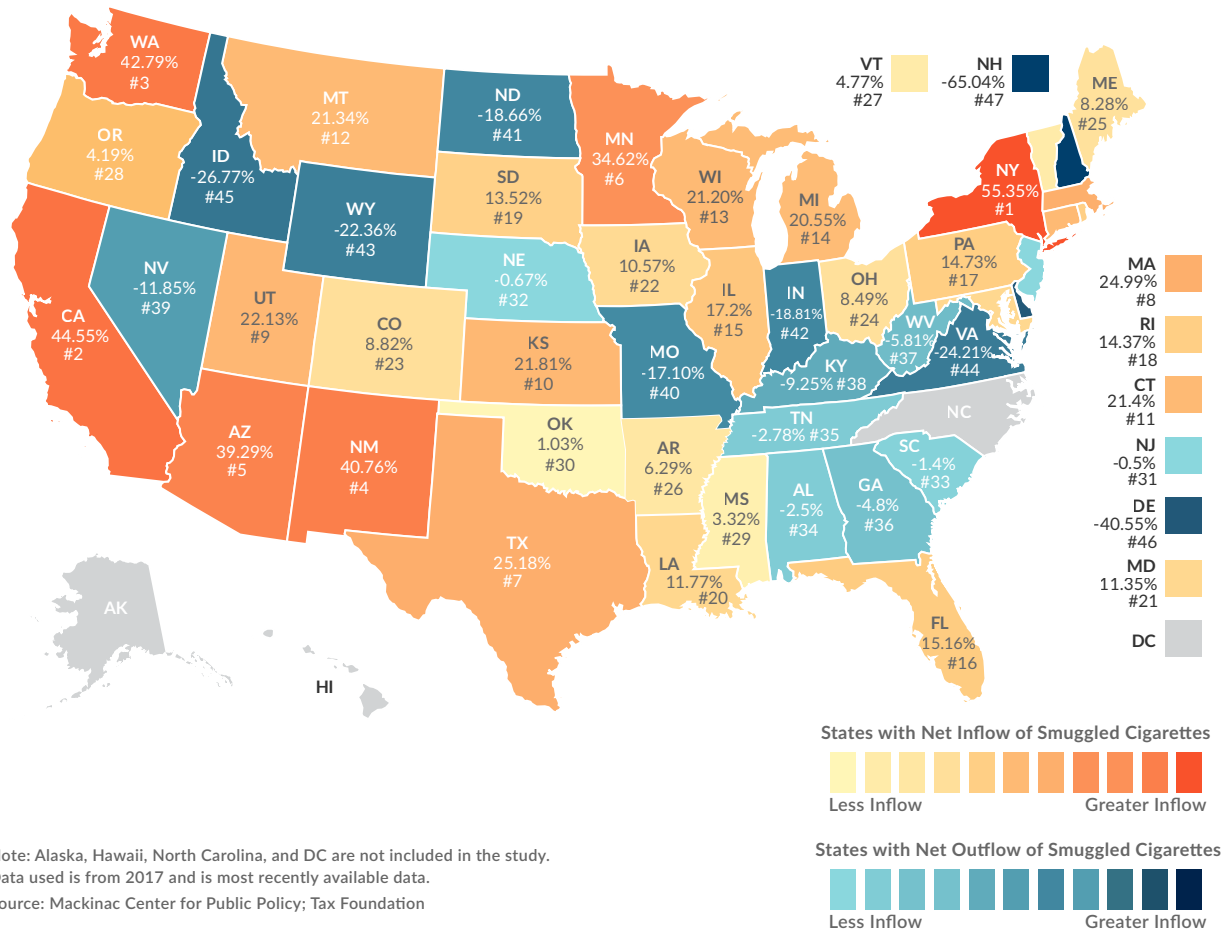 WA
42.79%
#3
MT
21.34%
#12
ND
-18.66%
#41
VT
4.77%
#27
NH
-65.04%
#47
ME
8.28%
#25
OR
4.19%
#28
ID
-26.77%
#45
MN
34.62%
#6
WI
21.20%
#13
MI
20.55%
#14
NY
55.35%
#1
SD
13.52%
#19
WY
-22.36%
#43
NV
-11.85%
#39
NE
-0.67%
#32
IA
10.57%
#22
PA
14.73%
#17
OH
8.49%
#24
IN
-18.81%
#42
IL
17.2%
#15
UT
22.13%
#9
CO
8.82%
#23
CA
44.55%
#2
KS
21.81%
#10
MO
-17.10%
#40
WV
-5.81%
#37
VA
-24.21%
#44
KY
-9.25% #38
MA
24.99%
#8
RI
14.37%
#18
CT
21.4%
#11
NJ
-0.5%
#31
DE
-40.55%
#46
MD
11.35%
#21
DC
NC
TN
-2.78% #35
SC
-1.4%
#33
AZ
39.29%
#5
NM
40.76%
#4
OK
1.03%
#30
AR
6.29%
#26
MS
3.32%
#29
AL
-2.5%
#34
GA
-4.8%
#36
TX
25.18%
#7
LA
11.77%
#20
FL
15.16%
#16
AK
HI
States with Net Inflow of Smuggled Cigarettes
Less Inflow Greater Inflow
States with Net Outflow of Smuggled Cigarettes
Less Inflow Greater Inflow
ote: Alaska, Hawaii, North Carolina, and DC are not included in the study.
ata used is from 2017 and is most recently available data.
ource: Mackinac Center for Public Policy; Tax Foundation